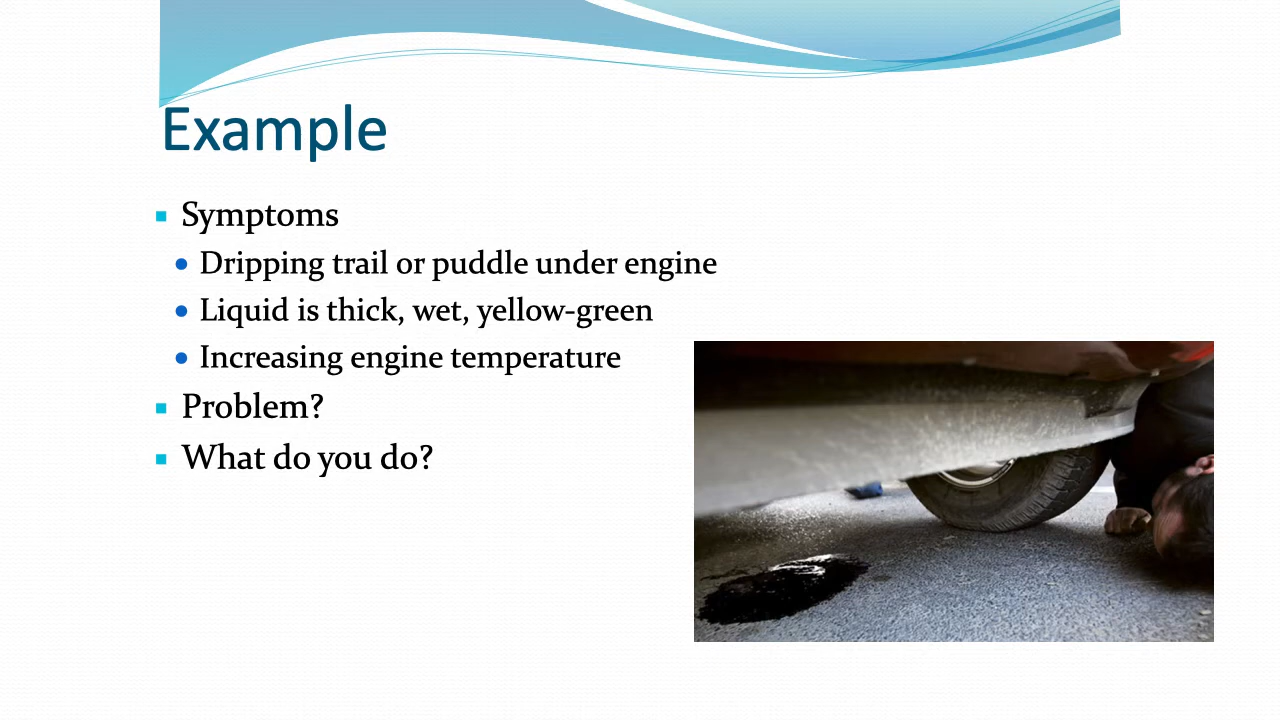 Example
Symptoms
Dripping trail or puddle under engine
Liquid is thick, wet, yellow-green
Increasing engine temperature
Problem?
What do you do?